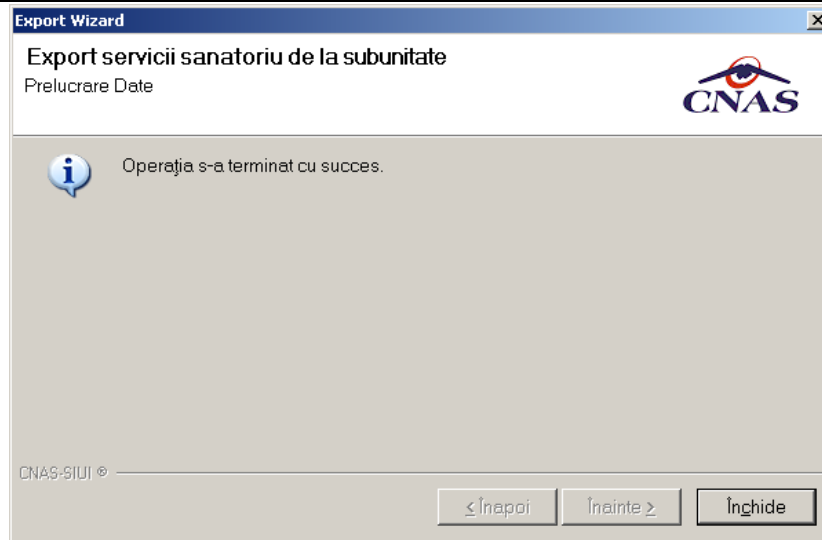 Export Wizard
Export servicii sanatoriu de la subunitate
Prelucrare Date
CNAS
Operaţia s-a terminat cu succes.
CNAS-SIUI ®
< Înapoi
Înainte >
Închide